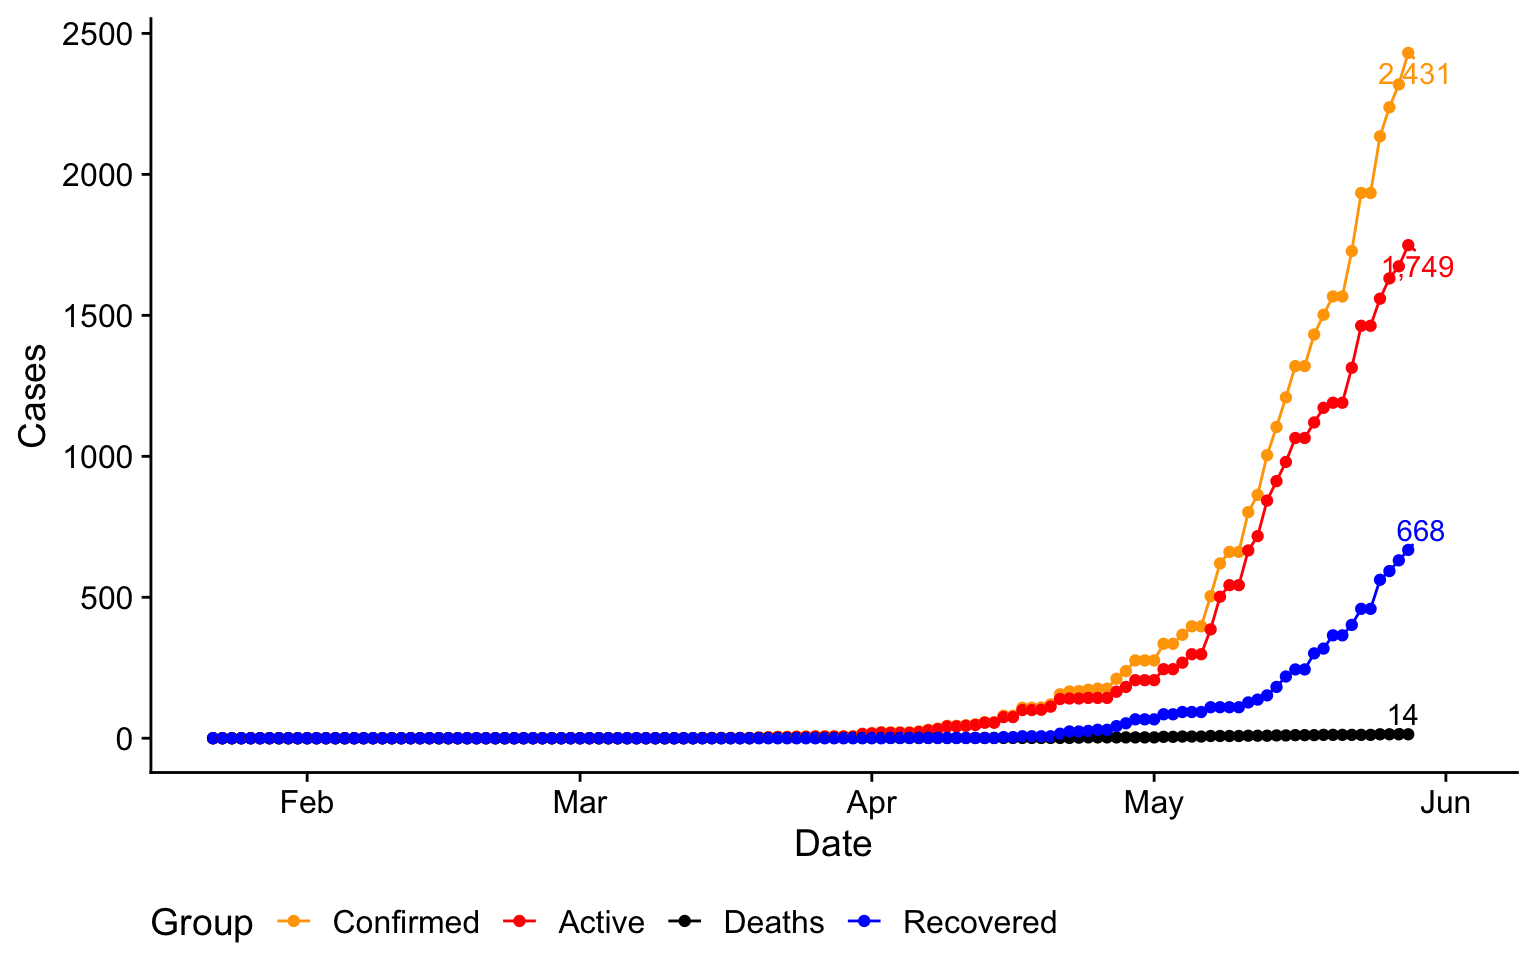 2500
2,431
2000
1,749
1500
1000
668
500
14
0
Cases
Feb Mar Apr May Jun
Date
Group Confirmed Active Deaths Recovered